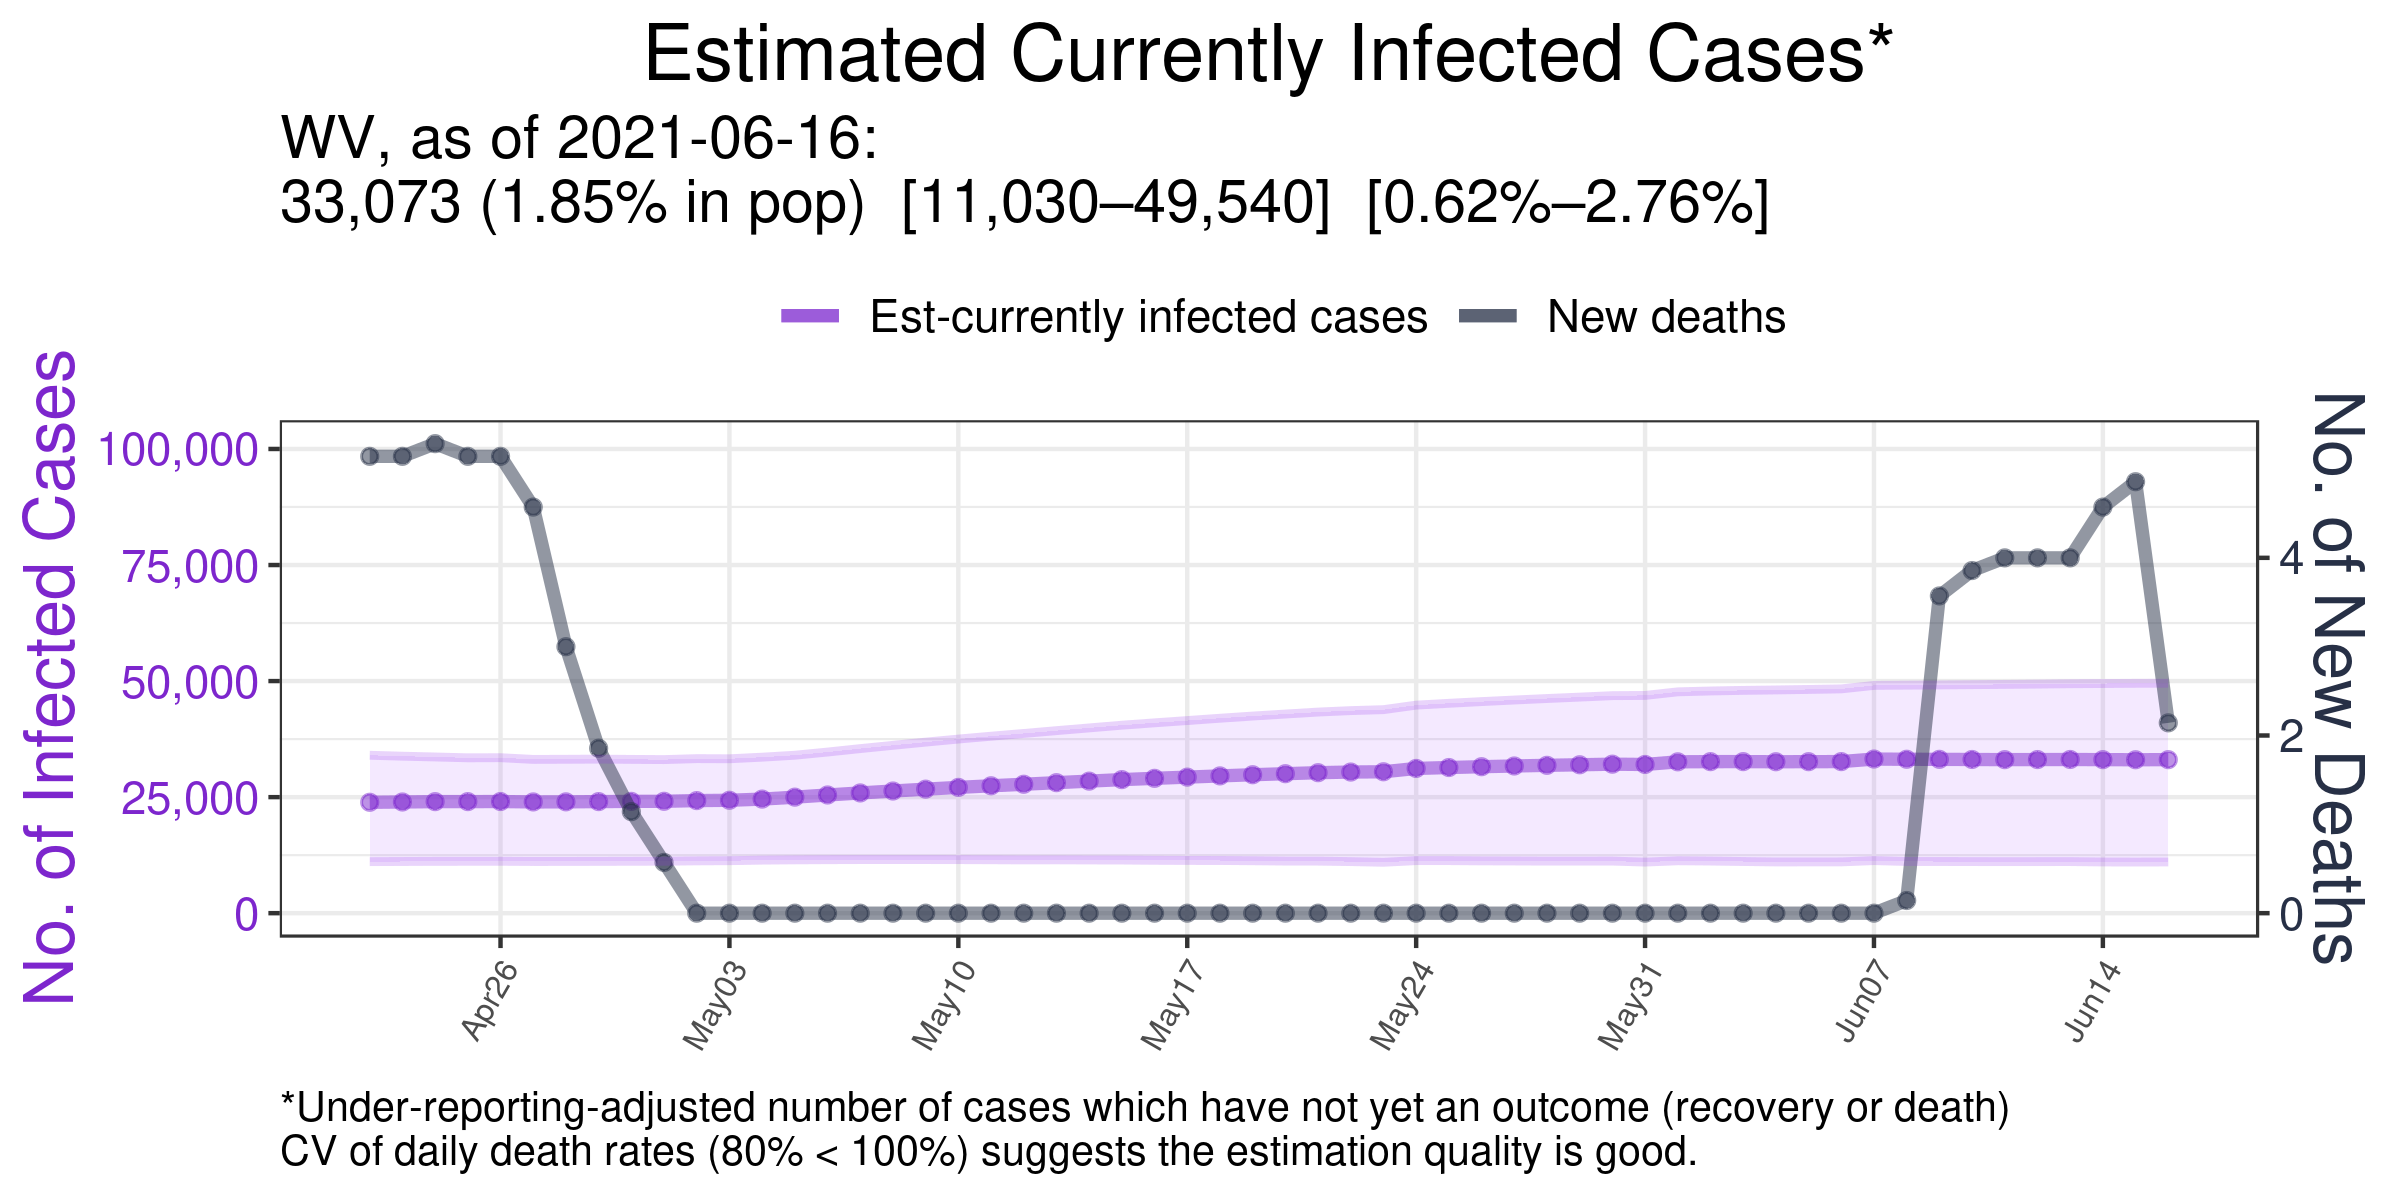 Estimated Currently Infected Cases*
WV, as of 2021-06-16:
33,073 (1.85% in pop)  [11,030–49,540]  [0.62%–2.76%]
Est-currently infected cases
New deaths
No. of Infected Cases
100,000
75,000
50,000
25,000
0
No. of New Deaths
4
2
0
Apr26
May03
May10
May17
May24
May31
Jun07
Jun14
*Under-reporting-adjusted number of cases which have not yet an outcome (recovery or death)
CV of daily death rates (80% < 100%) suggests the estimation quality is good.